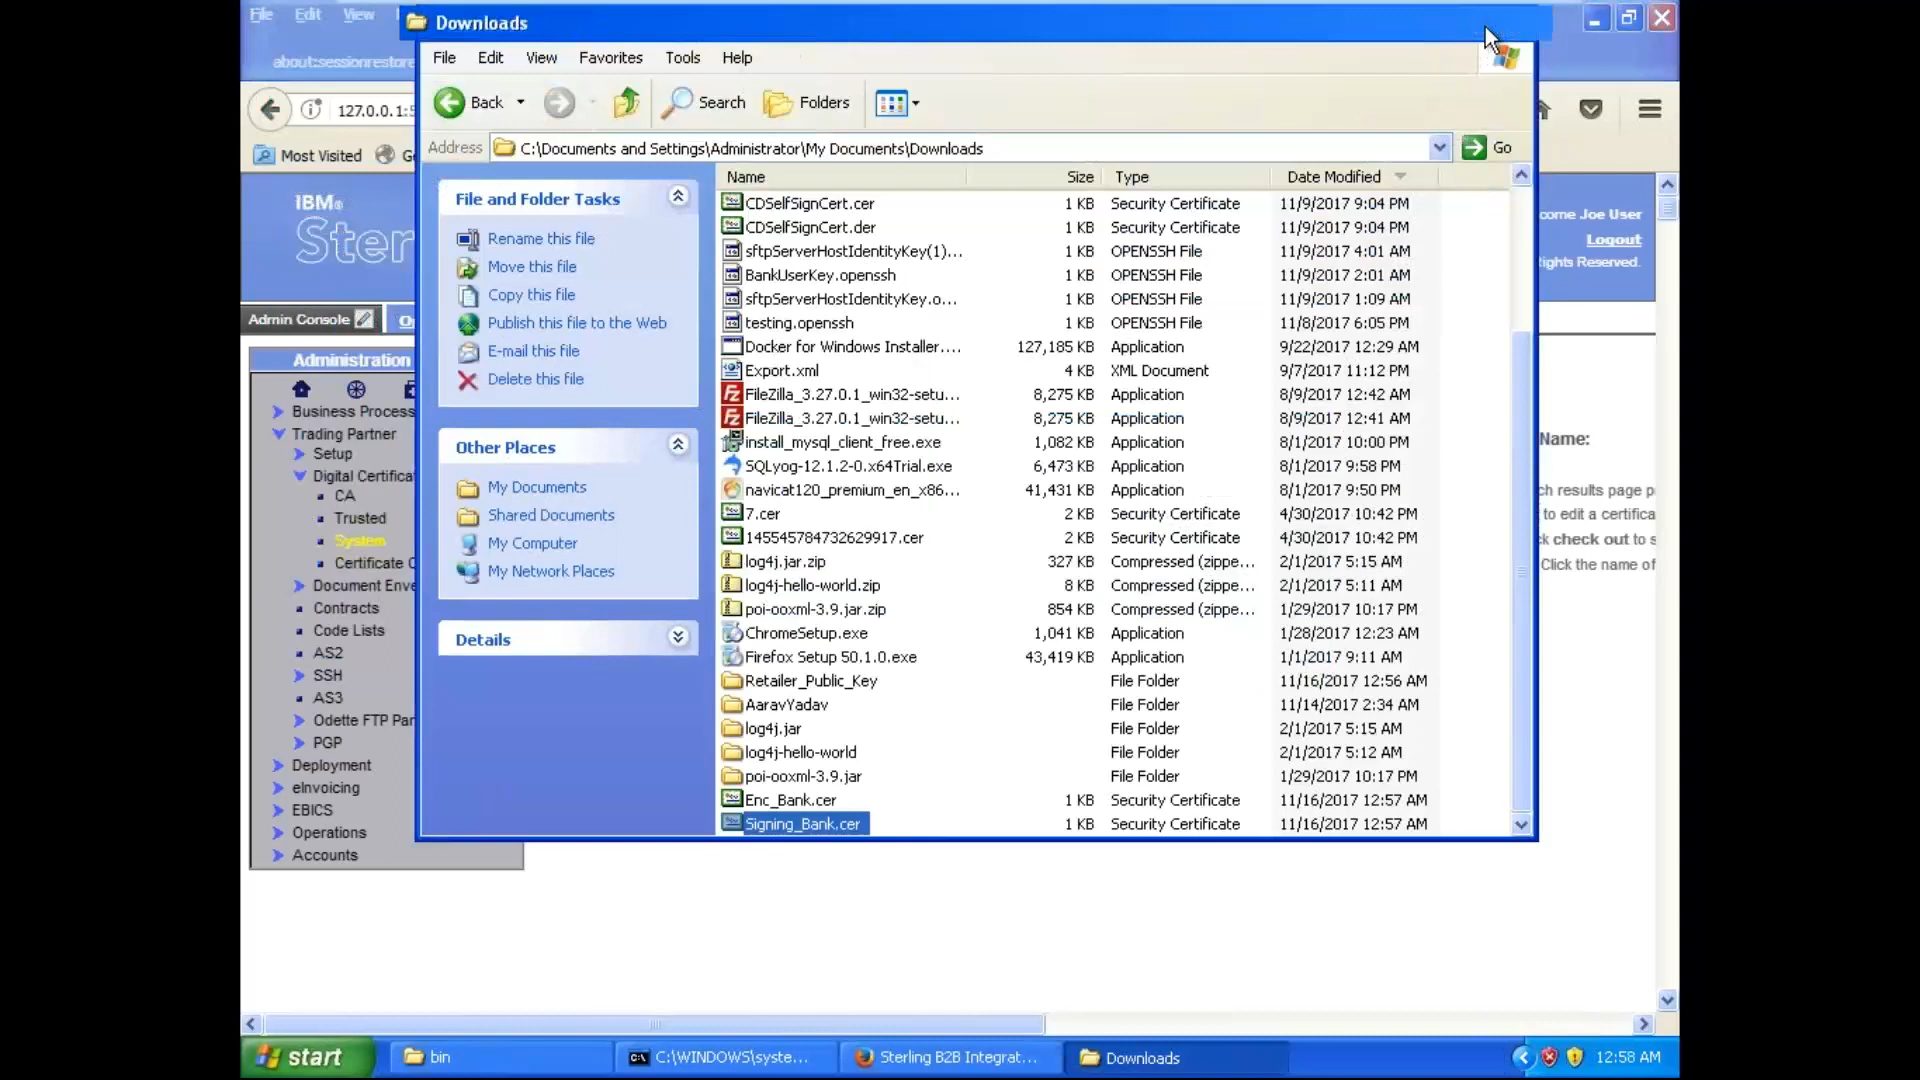 File Edit View
Downloads
about:sessionrestore
File Edit View Favorites Tools Help
Back Search Folders
127.0.0.1:5
Address C:\Documents and Settings\Administrator\My Documents\Downloads Go
Most Visited
Name Size Type Date Modified
File and Folder Tasks
Rename this file
Move this file
Copy this file
Publish this file to the Web
E-mail this file
Delete this file
Other Places
My Documents
Shared Documents
My Computer
My Network Places
Details
CDSelfSignCert.cer 1 KB Security Certificate 11/9/2017 9:04 PM
CDSelfSignCert.der 1 KB Security Certificate 11/9/2017 9:04 PM
sftpServerHostIdentityKey(1)... 1 KB OPENSSH File 11/9/2017 4:01 AM
BankUserKey.openssh 1 KB OPENSSH File 11/9/2017 2:01 AM
sftpServerHostIdentityKey.o... 1 KB OPENSSH File 11/9/2017 1:09 AM
testing.openssh 1 KB OPENSSH File 11/8/2017 6:05 PM
Docker for Windows Installer.... 127,185 KB Application 9/22/2017 12:29 AM
Export.xml 4 KB XML Document 9/7/2017 11:12 PM
FileZilla_3.27.0.1_win32-setu... 8,275 KB Application 8/9/2017 12:42 AM
FileZilla_3.27.0.1_win32-setu... 8,275 KB Application 8/9/2017 12:41 AM
install_mysql_client_free.exe 1,082 KB Application 8/1/2017 10:00 PM
SQLyog-12.1.2-0.x64Trial.exe 6,473 KB Application 8/1/2017 9:58 PM
navicat120_premium_en_x86... 41,431 KB Application 8/1/2017 9:50 PM
7.cer 2 KB Security Certificate 4/30/2017 10:42 PM
145545784732629917.cer 2 KB Security Certificate 4/30/2017 10:42 PM
log4j.jar.zip 327 KB Compressed (zippe... 2/1/2017 5:15 AM
log4j-hello-world.zip 8 KB Compressed (zippe... 2/1/2017 5:11 AM
poi-ooxml-3.9.jar.zip 854 KB Compressed (zippe... 1/29/2017 10:17 PM
ChromeSetup.exe 1,041 KB Application 1/28/2017 12:23 AM
Firefox Setup 50.1.0.exe 43,419 KB Application 1/1/2017 9:11 AM
Retailer_Public_Key File Folder 11/16/2017 12:56 AM
AaravYadav File Folder 11/14/2017 2:34 AM
log4j.jar File Folder 2/1/2017 5:15 AM
log4j-hello-world File Folder 2/1/2017 5:12 AM
poi-ooxml-3.9.jar File Folder 1/29/2017 10:17 PM
Enc_Bank.cer 1 KB Security Certificate 11/16/2017 12:57 AM
Signing_Bank.cer 1 KB Security Certificate 11/16/2017 12:57 AM
IBM®
Ster
Admin Console
Administration
Business Process
Trading Partner
Setup
Digital Certifica
CA
Trusted
System
Certificate C
Document Enve
Contracts
Code Lists
AS2
SSH
AS3
Odette FTP Par
PGP
Deployment
eInvoicing
EBICS
Operations
Accounts
come Joe User
Logout
Rights Reserved.
Name:
ch results page p
to edit a certifica
ck check out to s
Click the name of
start bin C:\WINDOWS\syste... Sterling B2B Integrat... Downloads 12:58 AM